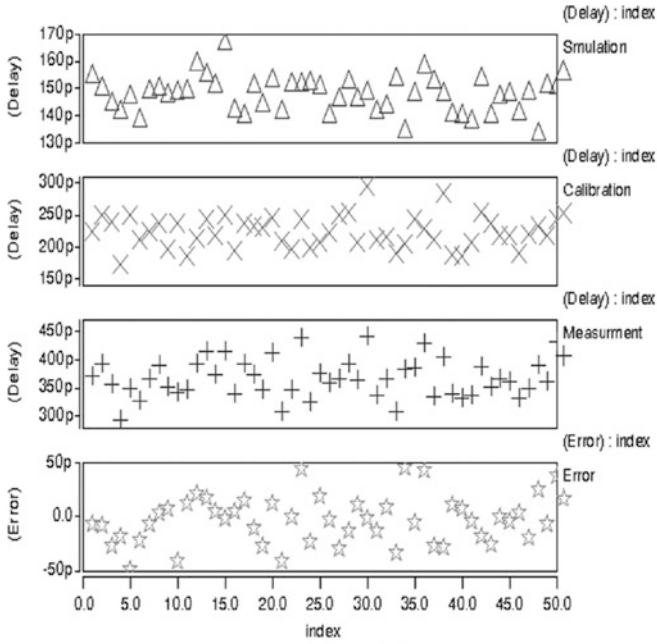 (Delay) : index
170p
160p
150p
140p
130p
(Delay)
Smulation
(Delay) : index
300p
250p
200p
150p
(Delay)
Calibration
(Delay) : index
450p
400p
350p
300p
(Delay)
Measurment
(Error) : index
50p
0.0
-50p
(Error)
Error
0.0 5.0 10.0 15.0 20.0 25.0 30.0 35.0 40.0 45.0 50.0
index